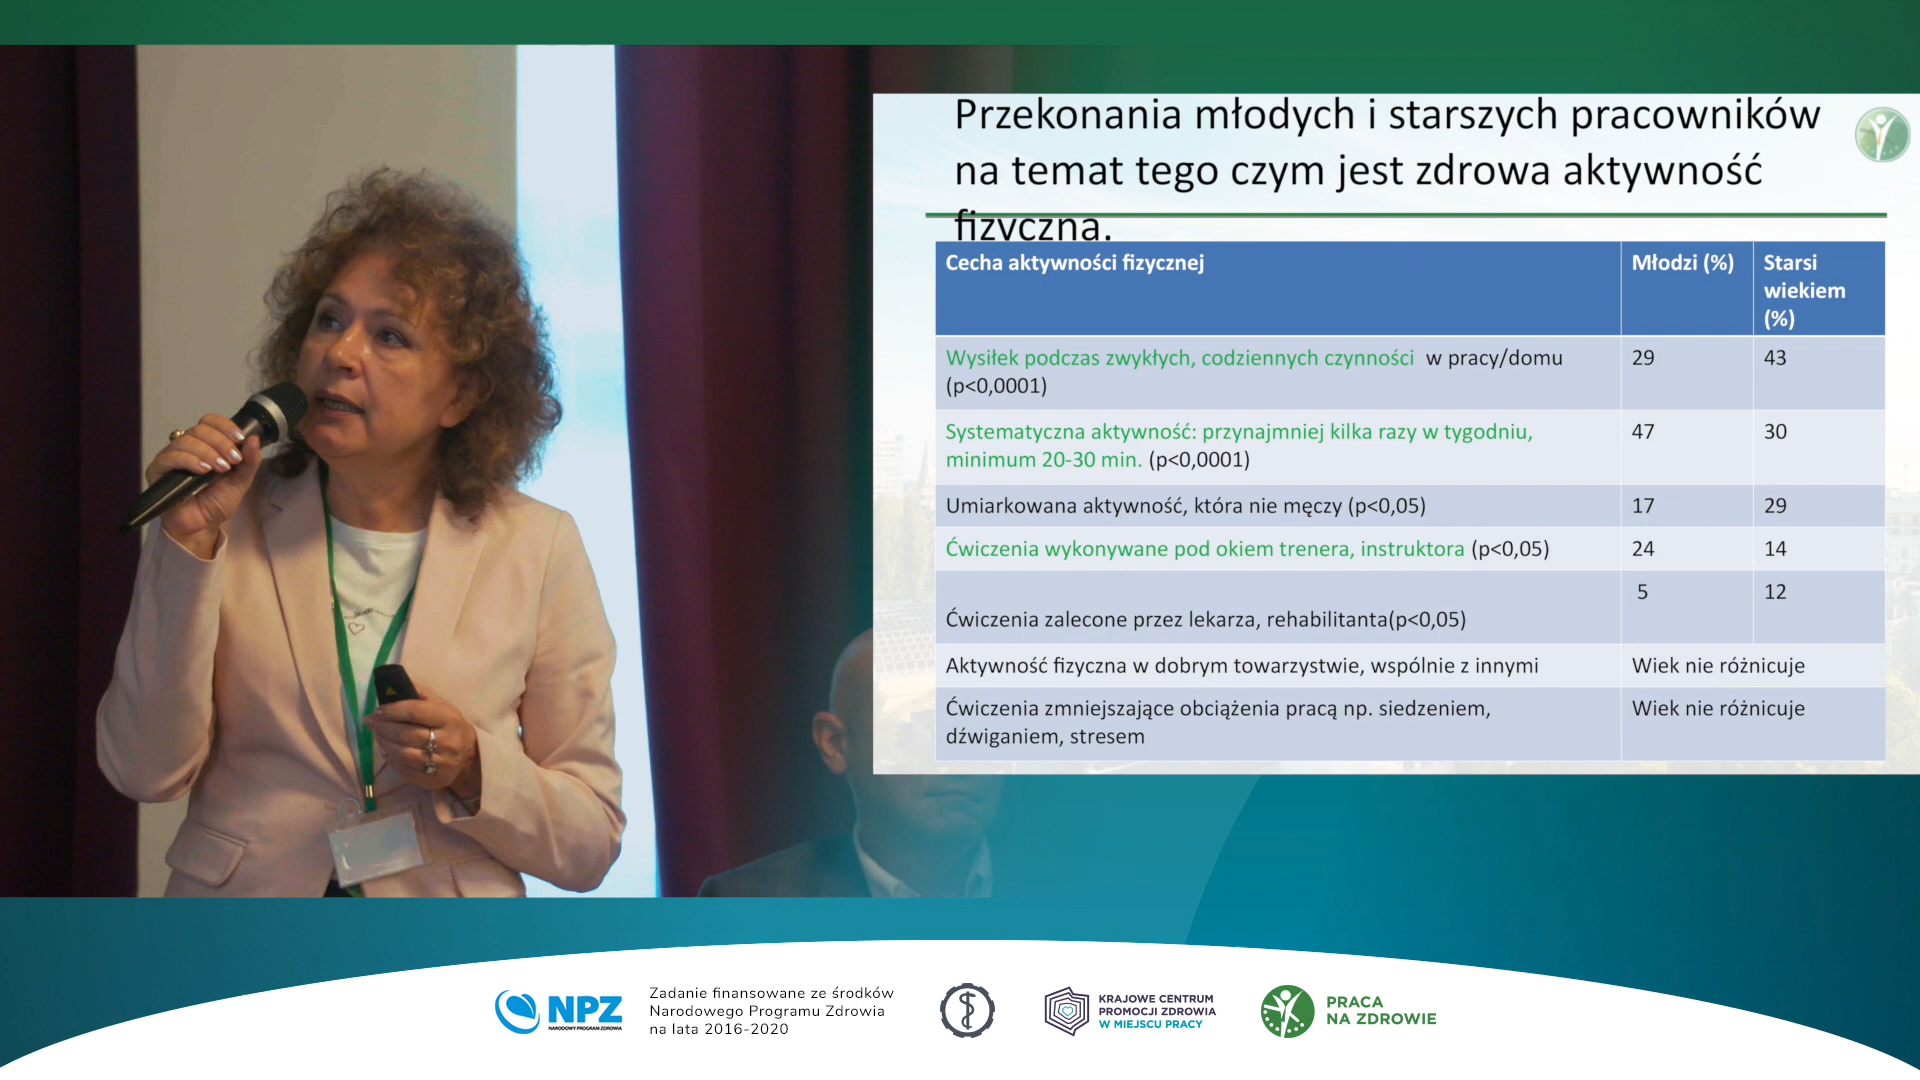 Przekonania młodych i starszych pracowników
na temat tego czym jest zdrowa aktywność
fizyczna.
Cecha aktywności fizycznej
Młodzi (%)
Starsi
wiekiem
(%)
Wysiłek podczas zwykłych, codziennych czynności w pracy/domu
(p<0,0001)
29
43
Systematyczna aktywność: przynajmniej kilka razy w tygodniu,
minimum 20-30 min. (p<0,0001)
47
30
Umiarkowana aktywność, która nie męczy (p<0,05)
17
29
Ćwiczenia wykonywane pod okiem trenera, instruktora (p<0,05)
24
14
Ćwiczenia zalecone przez lekarza, rehabilitanta(p<0,05)
5
12
Aktywność fizyczna w dobrym towarzystwie, wspólnie z innymi
Wiek nie różnicuje
Ćwiczenia zmniejszające obciążenia pracą np. siedzeniem,
dźwiganiem, stresem
Wiek nie różnicuje
NPZ
NARODOWY PROGRAM ZDROWIA
Zadanie finansowane ze środków
Narodowego Programu Zdrowia
na lata 2016-2020
KRAJOWE CENTRUM
PROMOCJI ZDROWIA
W MIEJSCU PRACY
PRACA
NA ZDROWIE